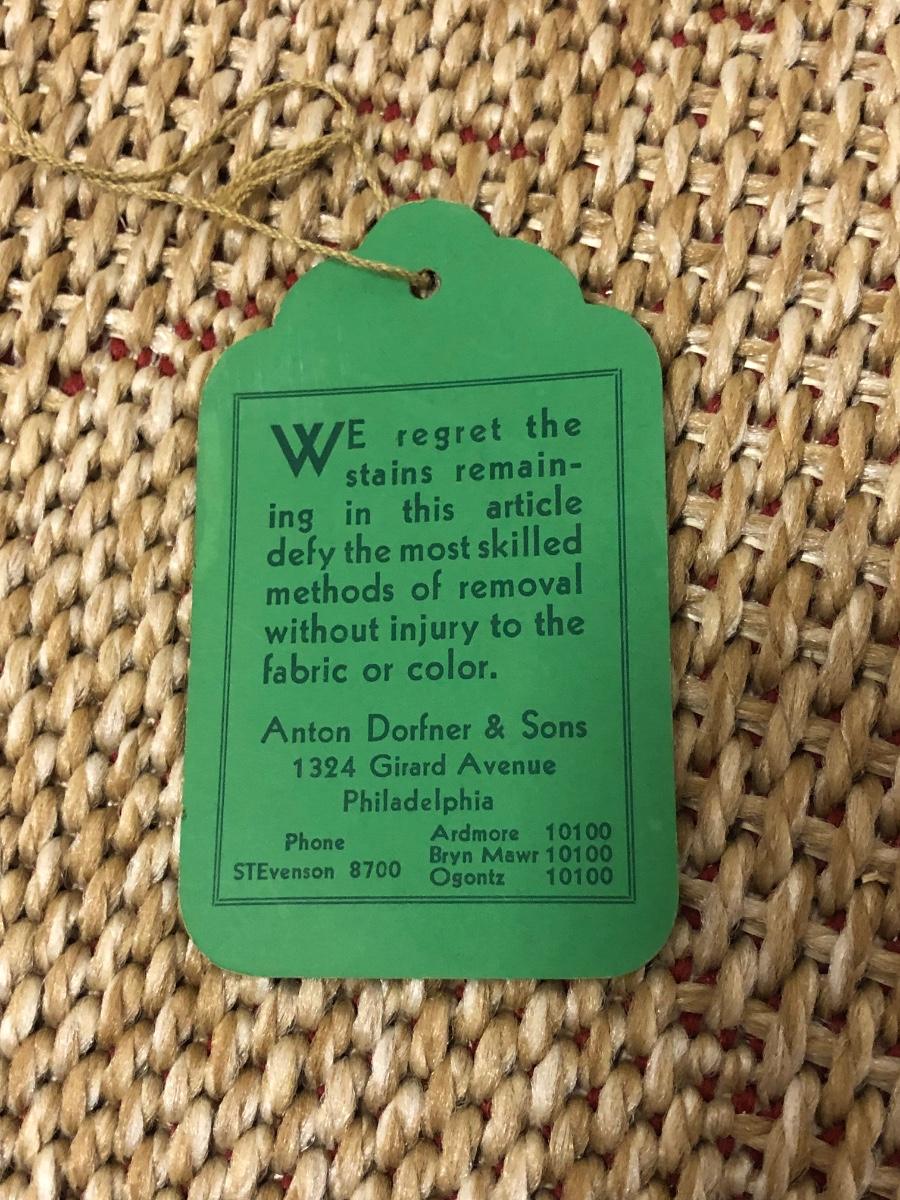 WE regret the
stains remain-
ing in this article
defy the most skilled
methods of removal
without injury to the
fabric or color.
Anton Dorfner & Sons
1324 Girard Avenue
Philadelphia
Phone
STEvenson 8700
Ardmore 10100
Bryn Mawr 10100
Ogontz 10100